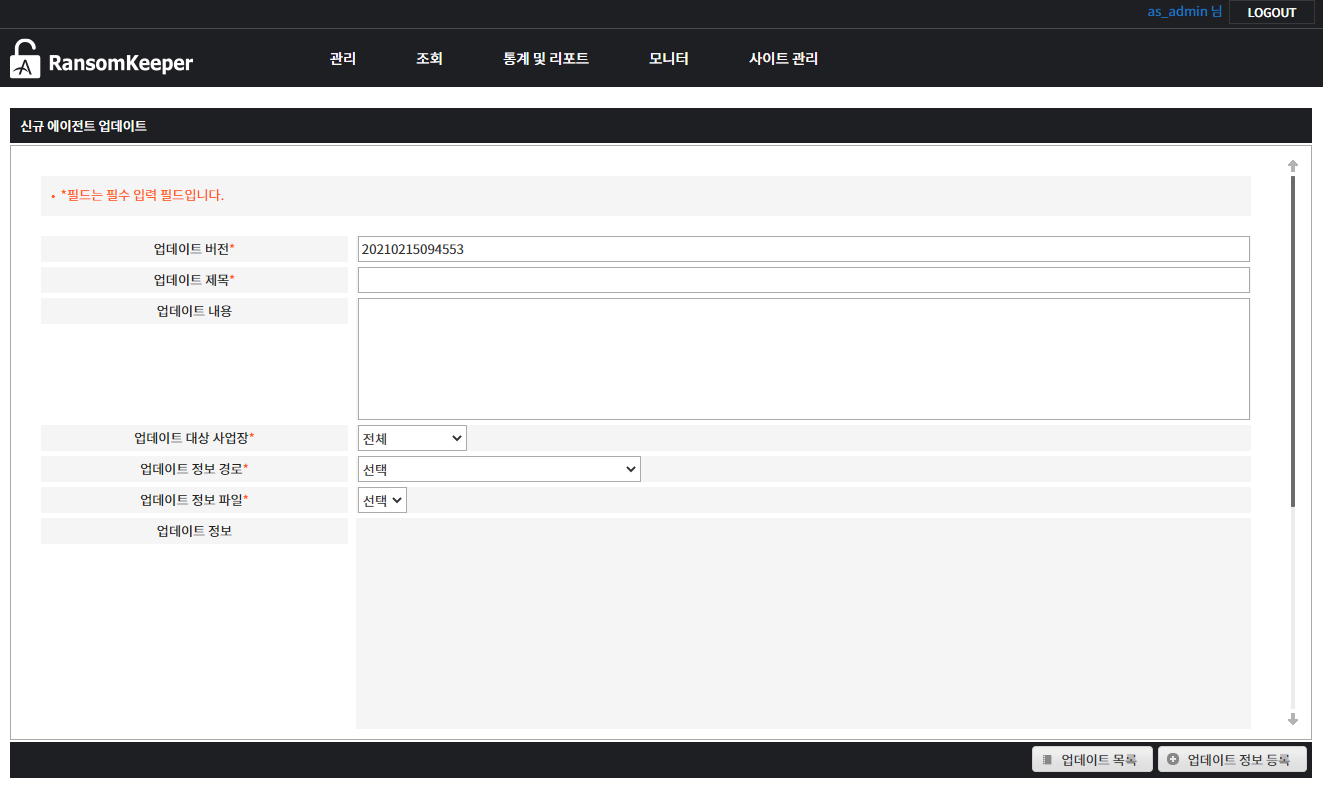 as_admin 님 LOGOUT
RansomKeeper 관리 조회 통계 및 리포트 모니터 사이트 관리
신규 에이전트 업데이트
• *필드는 필수 입력 필드입니다.
업데이트 버전* 20210215094553
업데이트 제목*
업데이트 내용
업데이트 대상 사업장* 전체
업데이트 정보 경로* 선택
업데이트 정보 파일* 선택
업데이트 정보
업데이트 목록 업데이트 정보 등록